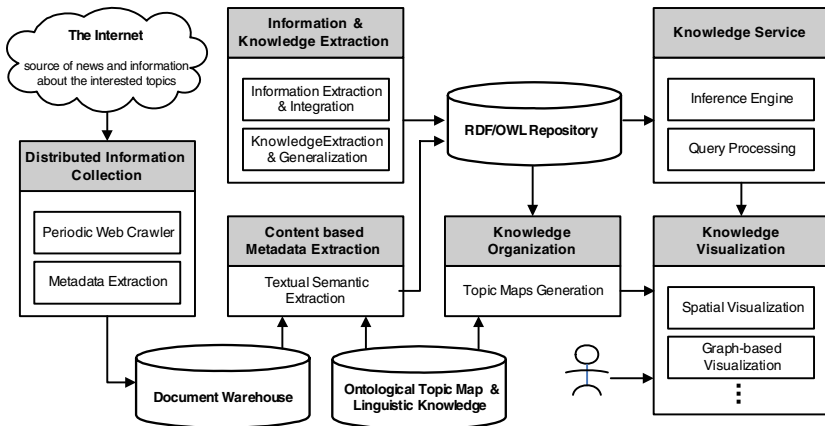 The Internet
source of news and information
about the interested topics
Distributed Information
Collection
Periodic Web Crawler
Metadata Extraction
Information &
Knowledge Extraction
Information Extraction
& Integration
KnowledgeExtraction
& Generalization
Content based
Metadata Extraction
Textual Semantic
Extraction
Document Warehouse
Ontological Topic Map &
Linguistic Knowledge
RDF/OWL Repository
Knowledge
Organization
Topic Maps Generation
Knowledge Service
Inference Engine
Query Processing
Knowledge
Visualization
Spatial Visualization
Graph-based
Visualization